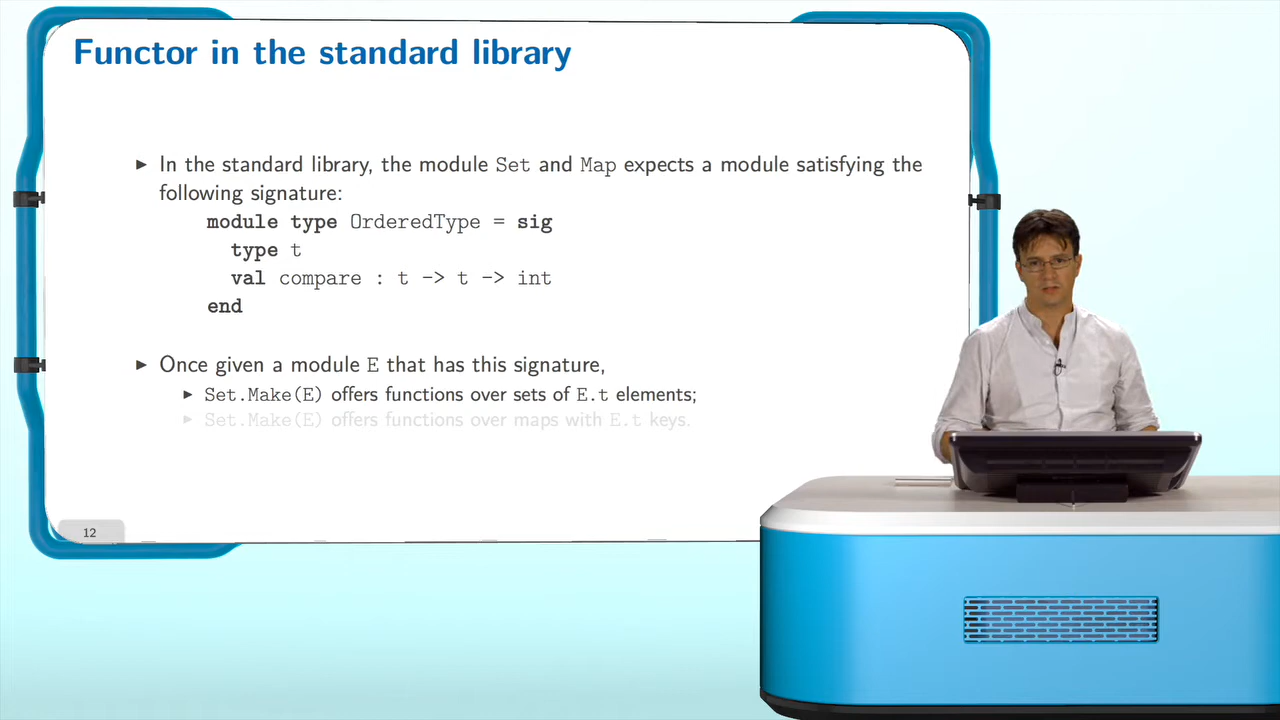 Functor in the standard library
▶ In the standard library, the module Set and Map expects a module satisfying the
following signature:
module type OrderedType = sig
type t
val compare : t -> t -> int
end
▶ Once given a module E that has this signature,
▶ Set.Make(E) offers functions over sets of E.t elements;
▶ Set.Make(E) offers functions over maps with E.t keys.
12